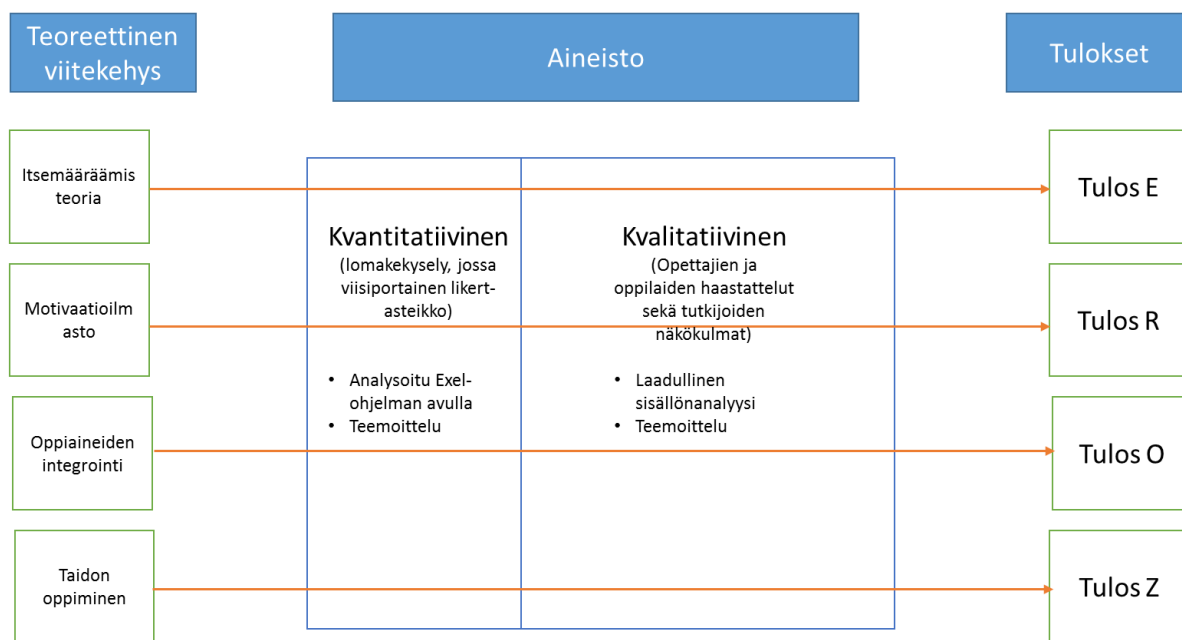 Teoreettinen
viitekehys
Aineisto
Tulokset
Itsemääräämis
teoria
Tulos E
Kvantitatiivinen
(lomakekysely, jossa
viisiportainen likert-
asteikko)
• Analysoitu Exel-
ohjelman avulla
• Teemoittelu
Kvalitatiivinen
(Opettajien ja
oppilaiden haastattelut
sekä tutkijoiden
näkökulmat)
• Laadullinen
sisällönanalyysi
• Teemoittelu
Motivaatioilm
asto
Tulos R
Oppiaineiden
integrointi
Tulos O
Taidon
oppiminen
Tulos Z